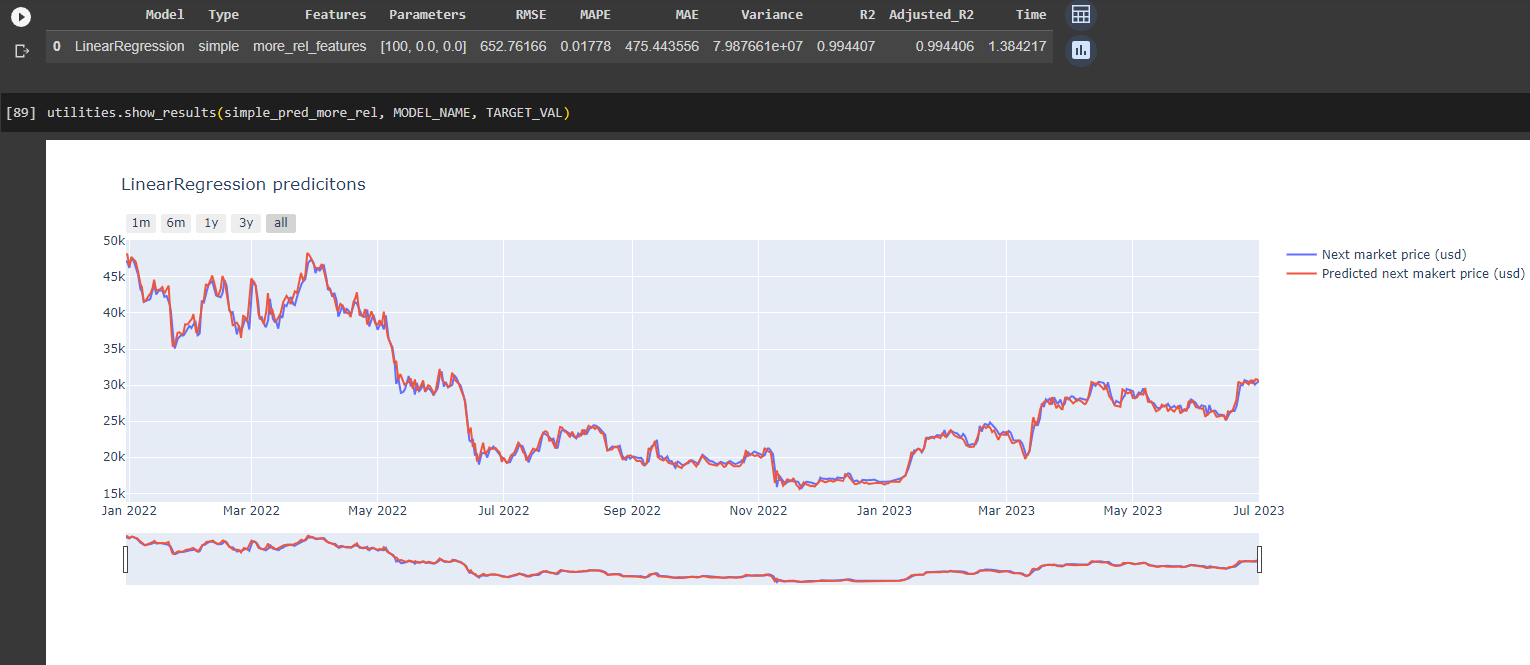 Model Type Features Parameters RMSE MAPE MAE Variance R2 Adjusted_R2 Time
0 LinearRegression simple more_rel_features [100, 0.0, 0.0] 652.76166 0.01778 475.443556 7.987661e+07 0.994407 0.994406 1.384217
[89] utilities.show_results(simple_pred_more_rel, MODEL_NAME, TARGET_VAL)
LinearRegression predicitons
1m 6m 1y 3y all
50k
45k
40k
35k
30k
25k
20k
15k
Jan 2022 Mar 2022 May 2022 Jul 2022 Sep 2022 Nov 2022 Jan 2023 Mar 2023 May 2023 Jul 2023
Next market price (usd)
Predicted next makert price (usd)